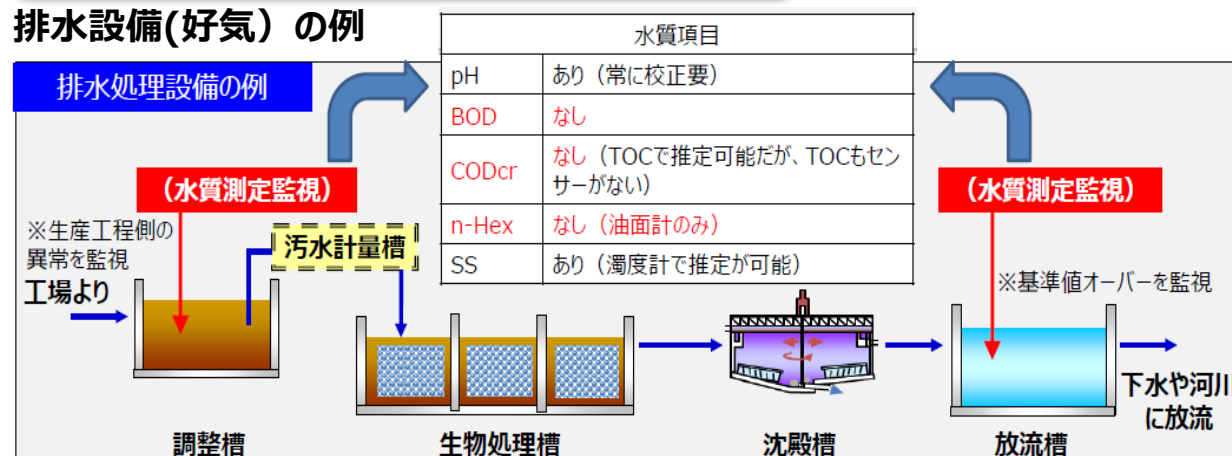 排水設備(好気）の例
排水処理設備の例
水質項目
pH
あり（常に校正要）
BOD
なし
CODcr
なし（TOCで推定可能だが、TOCもセン
サーがない）
n-Hex
なし（油面計のみ）
SS
あり（濁度計で推定が可能）
（水質測定監視）
※生産工程側の
異常を監視
工場より
汚水計量槽
（水質測定監視）
※基準値オーバーを監視
下水や河川
に放流
調整槽
生物処理槽
沈殿槽
放流槽